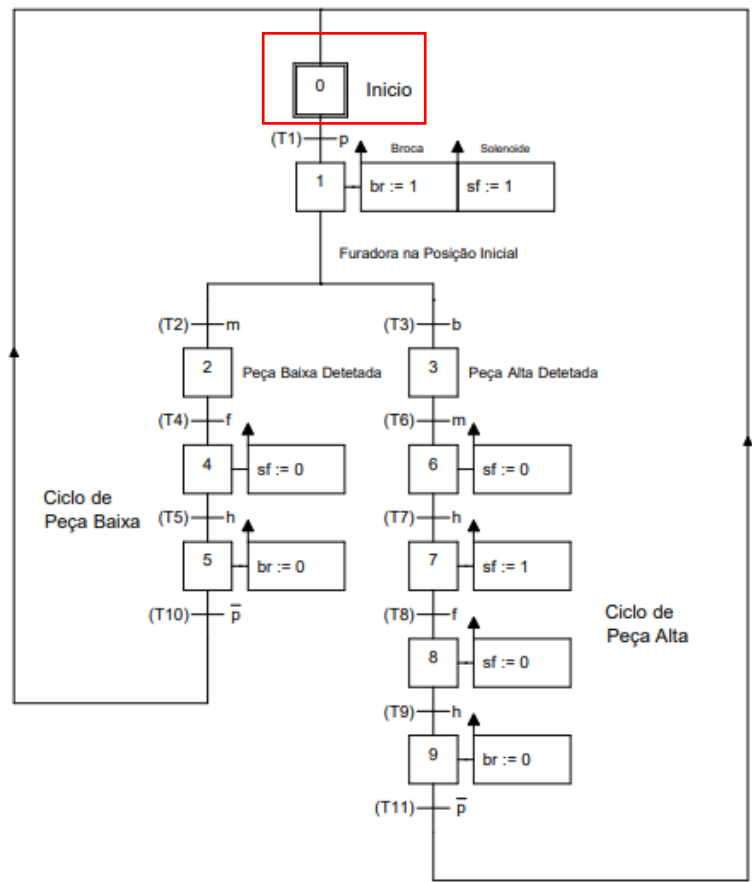 0 Inicio
(T1) p
Broca Solenoide
1 br := 1 sf := 1
Furadora na Posição Inicial
(T2) m (T3) b
2 Peça Baixa Detetada 3 Peça Alta Detetada
(T4) f (T6) m
4 sf := 0 6 sf := 0
Ciclo de
Peça Baixa
(T5) h (T7) h
5 br := 0 7 sf := 1
(T10) p̅ (T8) f
Ciclo de
Peça Alta
8 sf := 0
(T9) h
9 br := 0
(T11) p̅